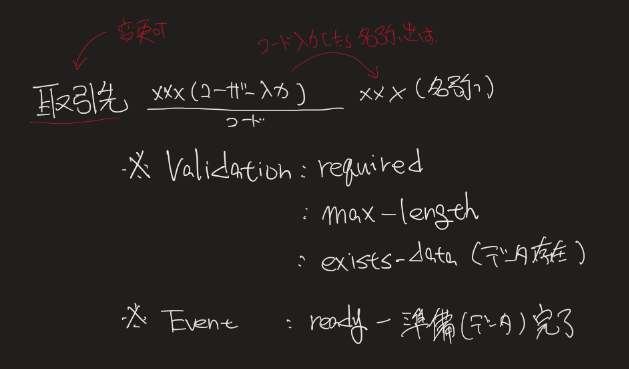 変更可
コード入力したら名称出す
取引先 xxx(ユーザー入力) xxx(名称)
コード
※ Validation : required
: max-length
: exists-data (データ存在)
※ Event : ready - 準備(データ)完了